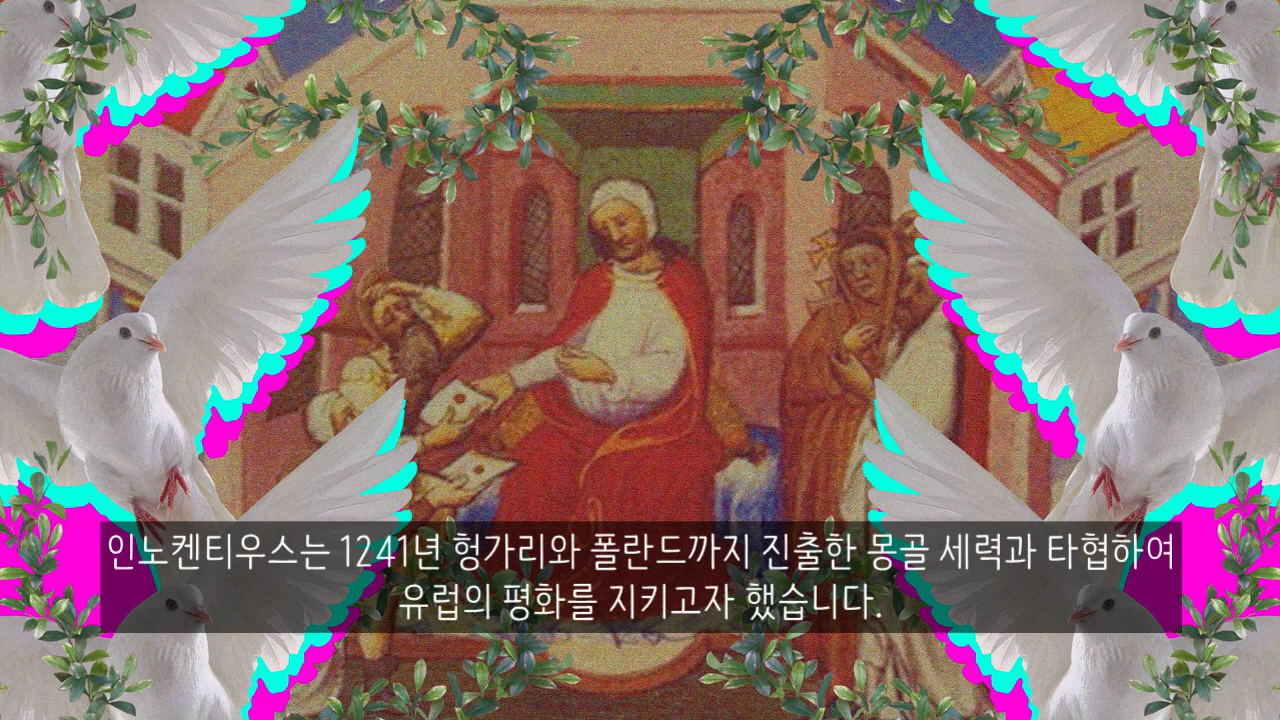 인노켄티우스는 1241년 헝가리와 폴란드까지 진출한 몽골 세력과 타협하여
유럽의 평화를 지키고자 했습니다.